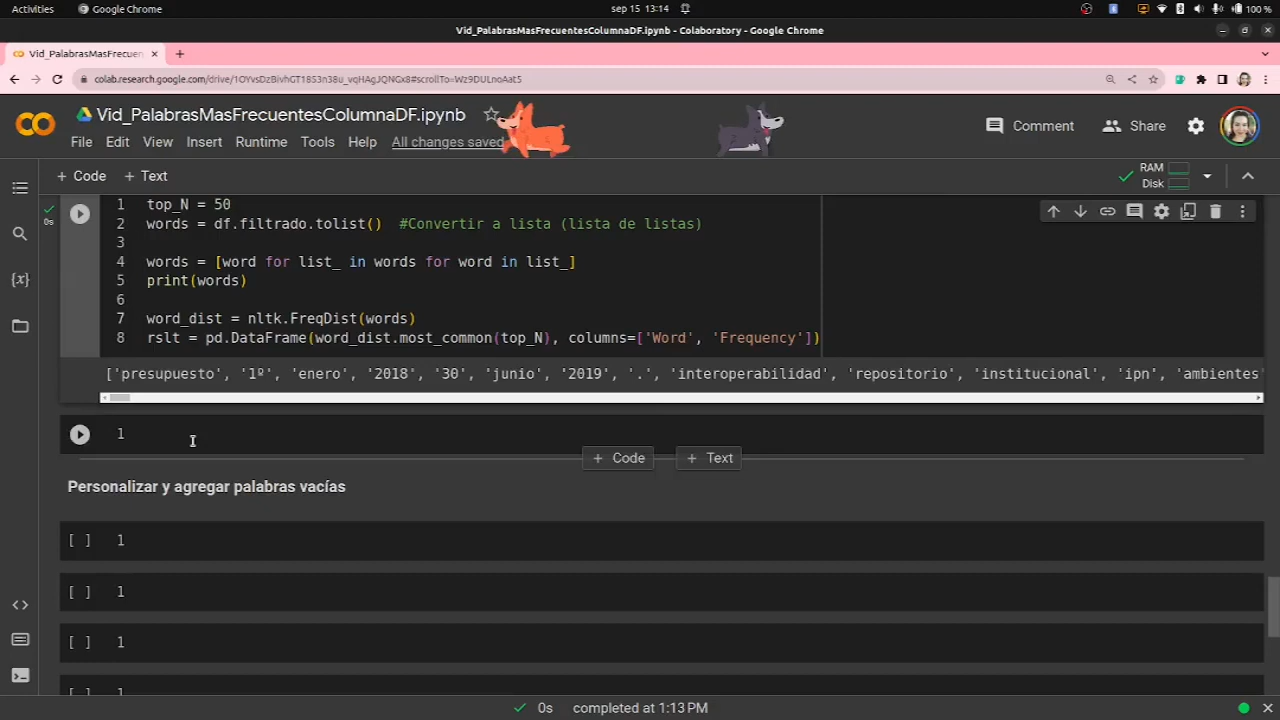 Activities Google Chrome sep 15 13:14 100 %
Vid_PalabrasMasFrecuentesColumnaDF.ipynb - Colaboratory - Google Chrome
Vid_PalabrasMasFrecuen
colab.research.google.com/drive/1OYvsDzBivhGT18S3n38u_vqHAgJQNGx8#scrollTo=Wz9DULnoAat5
Vid_PalabrasMasFrecuentesColumnaDF.ipynb
Comment Share
File Edit View Insert Runtime Tools Help All changes saved
+ Code + Text RAM
Disk
1 top_N = 50
0s 2 words = df.filtrado.tolist() #Convertir a lista (lista de listas)
3
4 words = [word for list_ in words for word in list_]
5 print(words)
6
7 word_dist = nltk.FreqDist(words)
8 rslt = pd.DataFrame(word_dist.most_common(top_N), columns=['Word', 'Frequency'])
['presupuesto', '1º', 'enero', '2018', '30', 'junio', '2019', '.', 'interoperabilidad', 'repositorio', 'institucional', 'ipn', 'ambientes'
1
+ Code + Text
Personalizar y agregar palabras vacías
[ ] 1
[ ] 1
[ ] 1
[ ] 1
0s completed at 1:13 PM